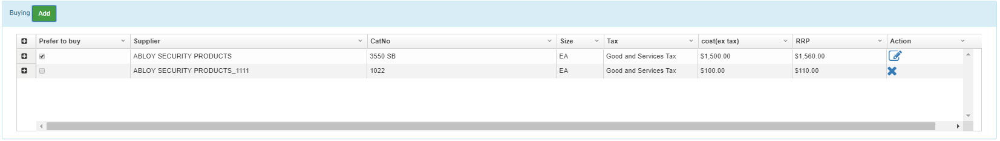 Buying Add
Prefer to buy Supplier CatNo Size Tax cost(ex tax) RRP Action
ABLOY SECURITY PRODUCTS 3550 SB EA Good and Services Tax $1,500.00 $1,560.00
ABLOY SECURITY PRODUCTS_1111 1022 EA Good and Services Tax $100.00 $110.00